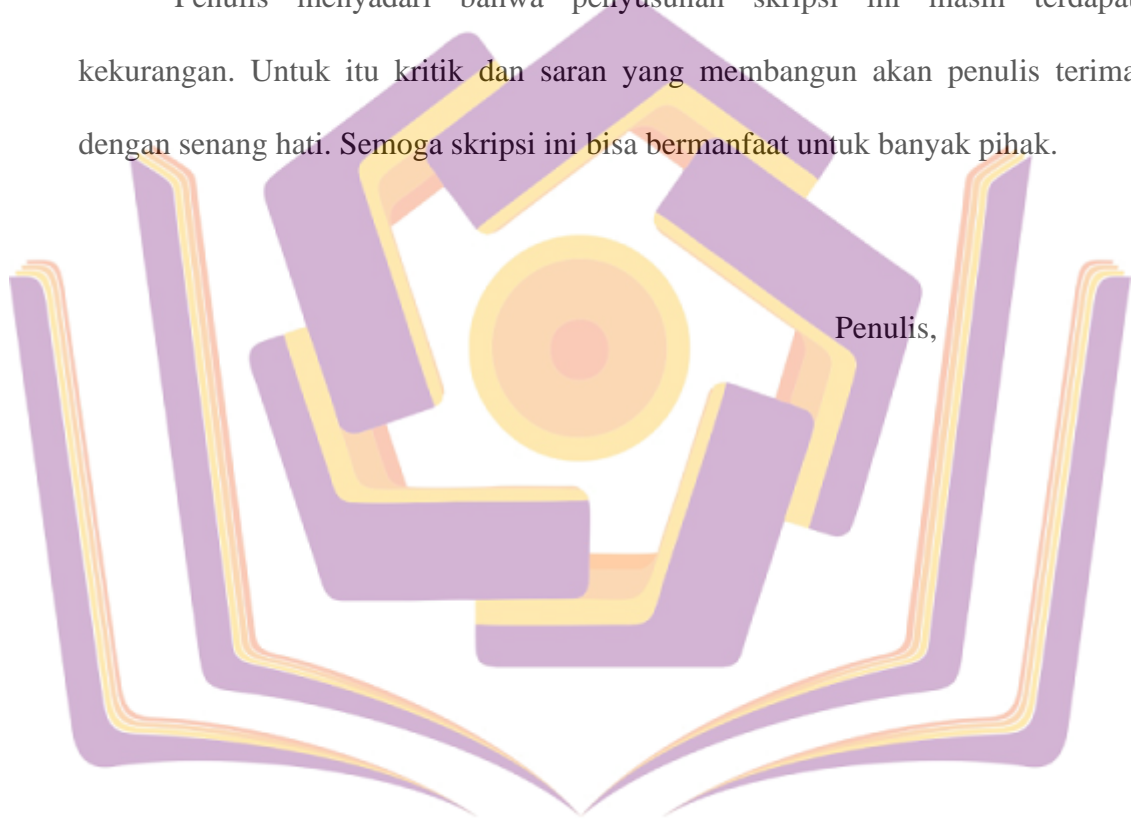 Penulis menyadari bahwa penyusunan skripsi ini masih terdapat
kekurangan. Untuk itu kritik dan saran yang membangun akan penulis terima
dengan senang hati. Semoga skripsi ini bisa bermanfaat untuk banyak pihak.
Penulis,